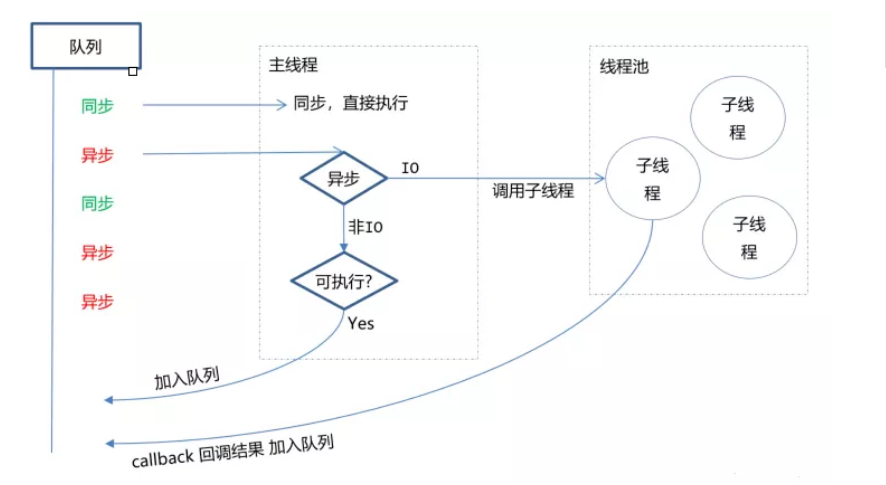 队列
主线程
线程池
同步
同步，直接执行
子线
程
异步
异步
IO
调用子线程
子线
程
同步
非IO
子线
程
异步
可执行?
异步
Yes
加入队列
callback 回调结果 加入队列